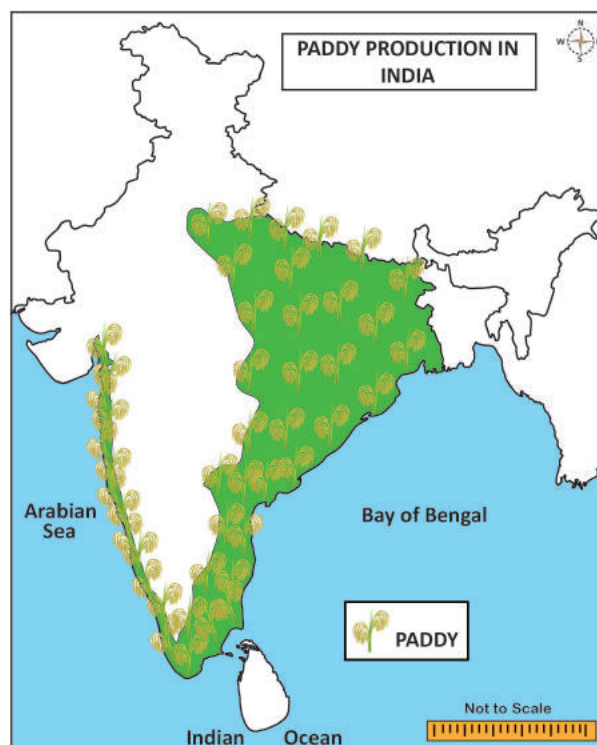 PADDY PRODUCTION IN
INDIA
N
W
S
Arabian
Sea
Bay of Bengal
PADDY
Not to Scale
Indian Ocean